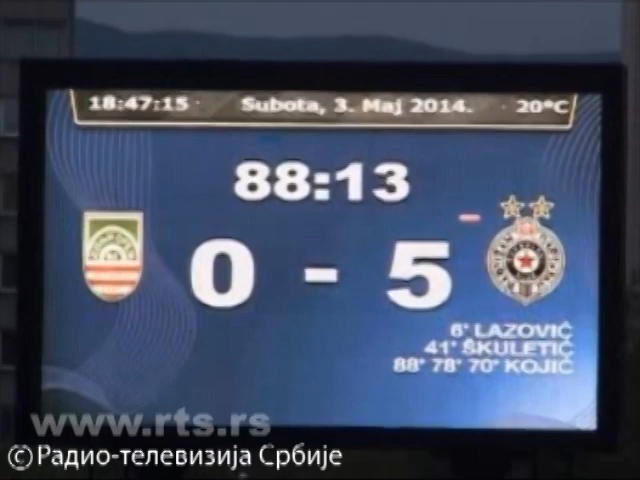 18:47:15 Subota, 3. Maj 2014. 20°C
88:13
0 - 5
6' LAZOVIĆ
41' ŠKULETIĆ
88' 78' 70' KOJIĆ
www.rts.rs
© Радио-телевизија Србије